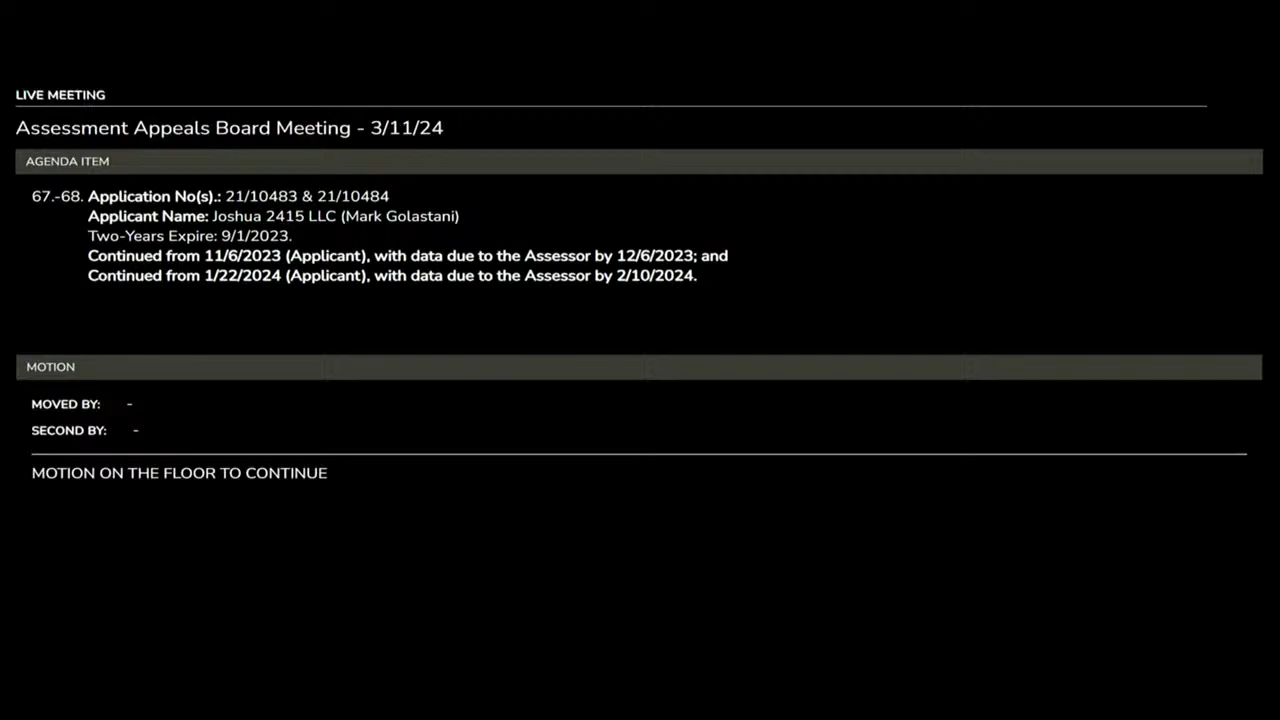 LIVE MEETING
Assessment Appeals Board Meeting - 3/11/24
AGENDA ITEM
67.-68. Application No(s).: 21/10483 & 21/10484
Applicant Name: Joshua 2415 LLC (Mark Golastani)
Two-Years Expire: 9/1/2023.
Continued from 11/6/2023 (Applicant), with data due to the Assessor by 12/6/2023; and
Continued from 1/22/2024 (Applicant), with data due to the Assessor by 2/10/2024.
MOTION
MOVED BY: -
SECOND BY: -
MOTION ON THE FLOOR TO CONTINUE